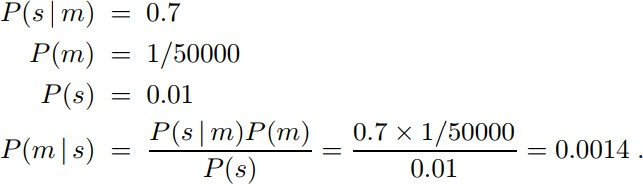 P(s | m) = 0.7
P(m) = 1/50000
P(s) = 0.01
P(m | s) = P(s | m)P(m) / P(s) = 0.7 × 1/50000 / 0.01 = 0.0014 .